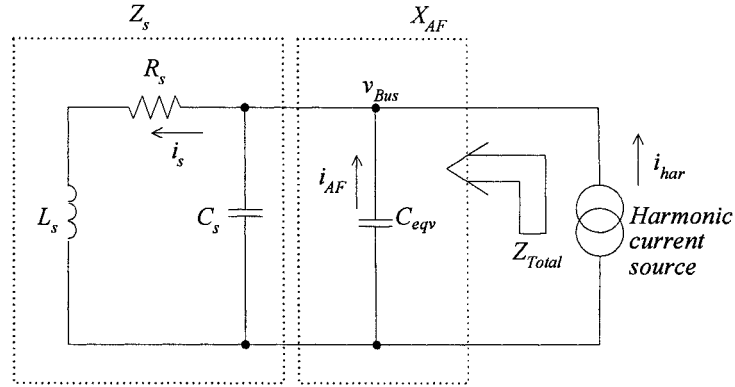 Z_s
X_AF
R_s
v_Bus
i_s
i_AF
i_har
L_s
C_s
C_eqv
Z_Total
Harmonic
current
source